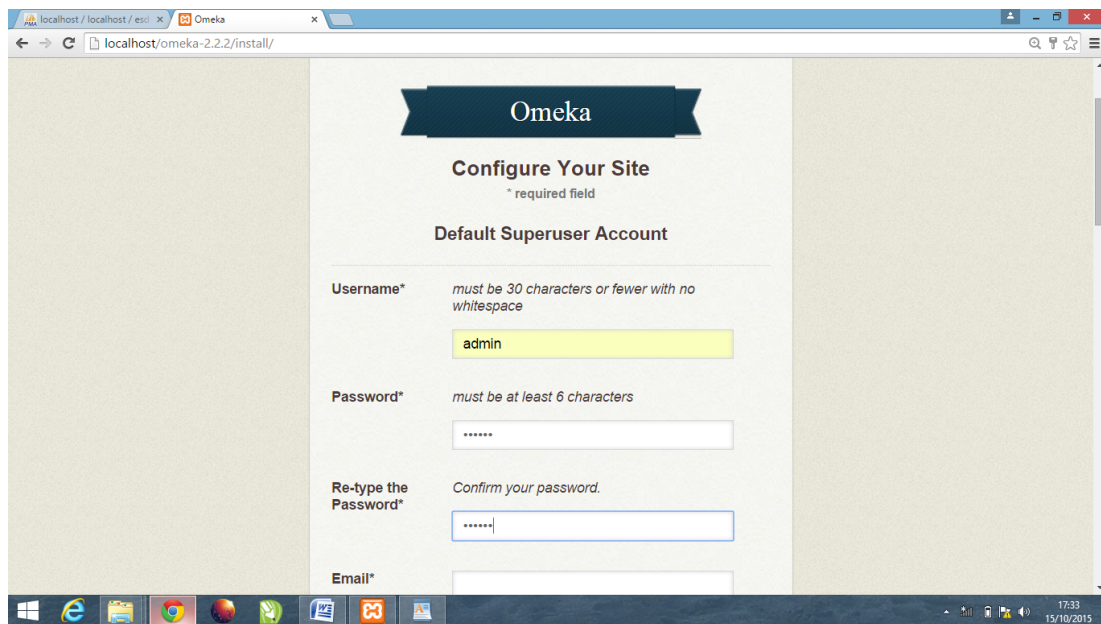 localhost / localhost / esd
Omeka
localhost/omeka-2.2.2/install/
Omeka
Configure Your Site
* required field
Default Superuser Account
Username*
must be 30 characters or fewer with no
whitespace
admin
Password*
must be at least 6 characters
••••••
Re-type the
Password*
Confirm your password.
••••••
Email*
17:33
15/10/2015